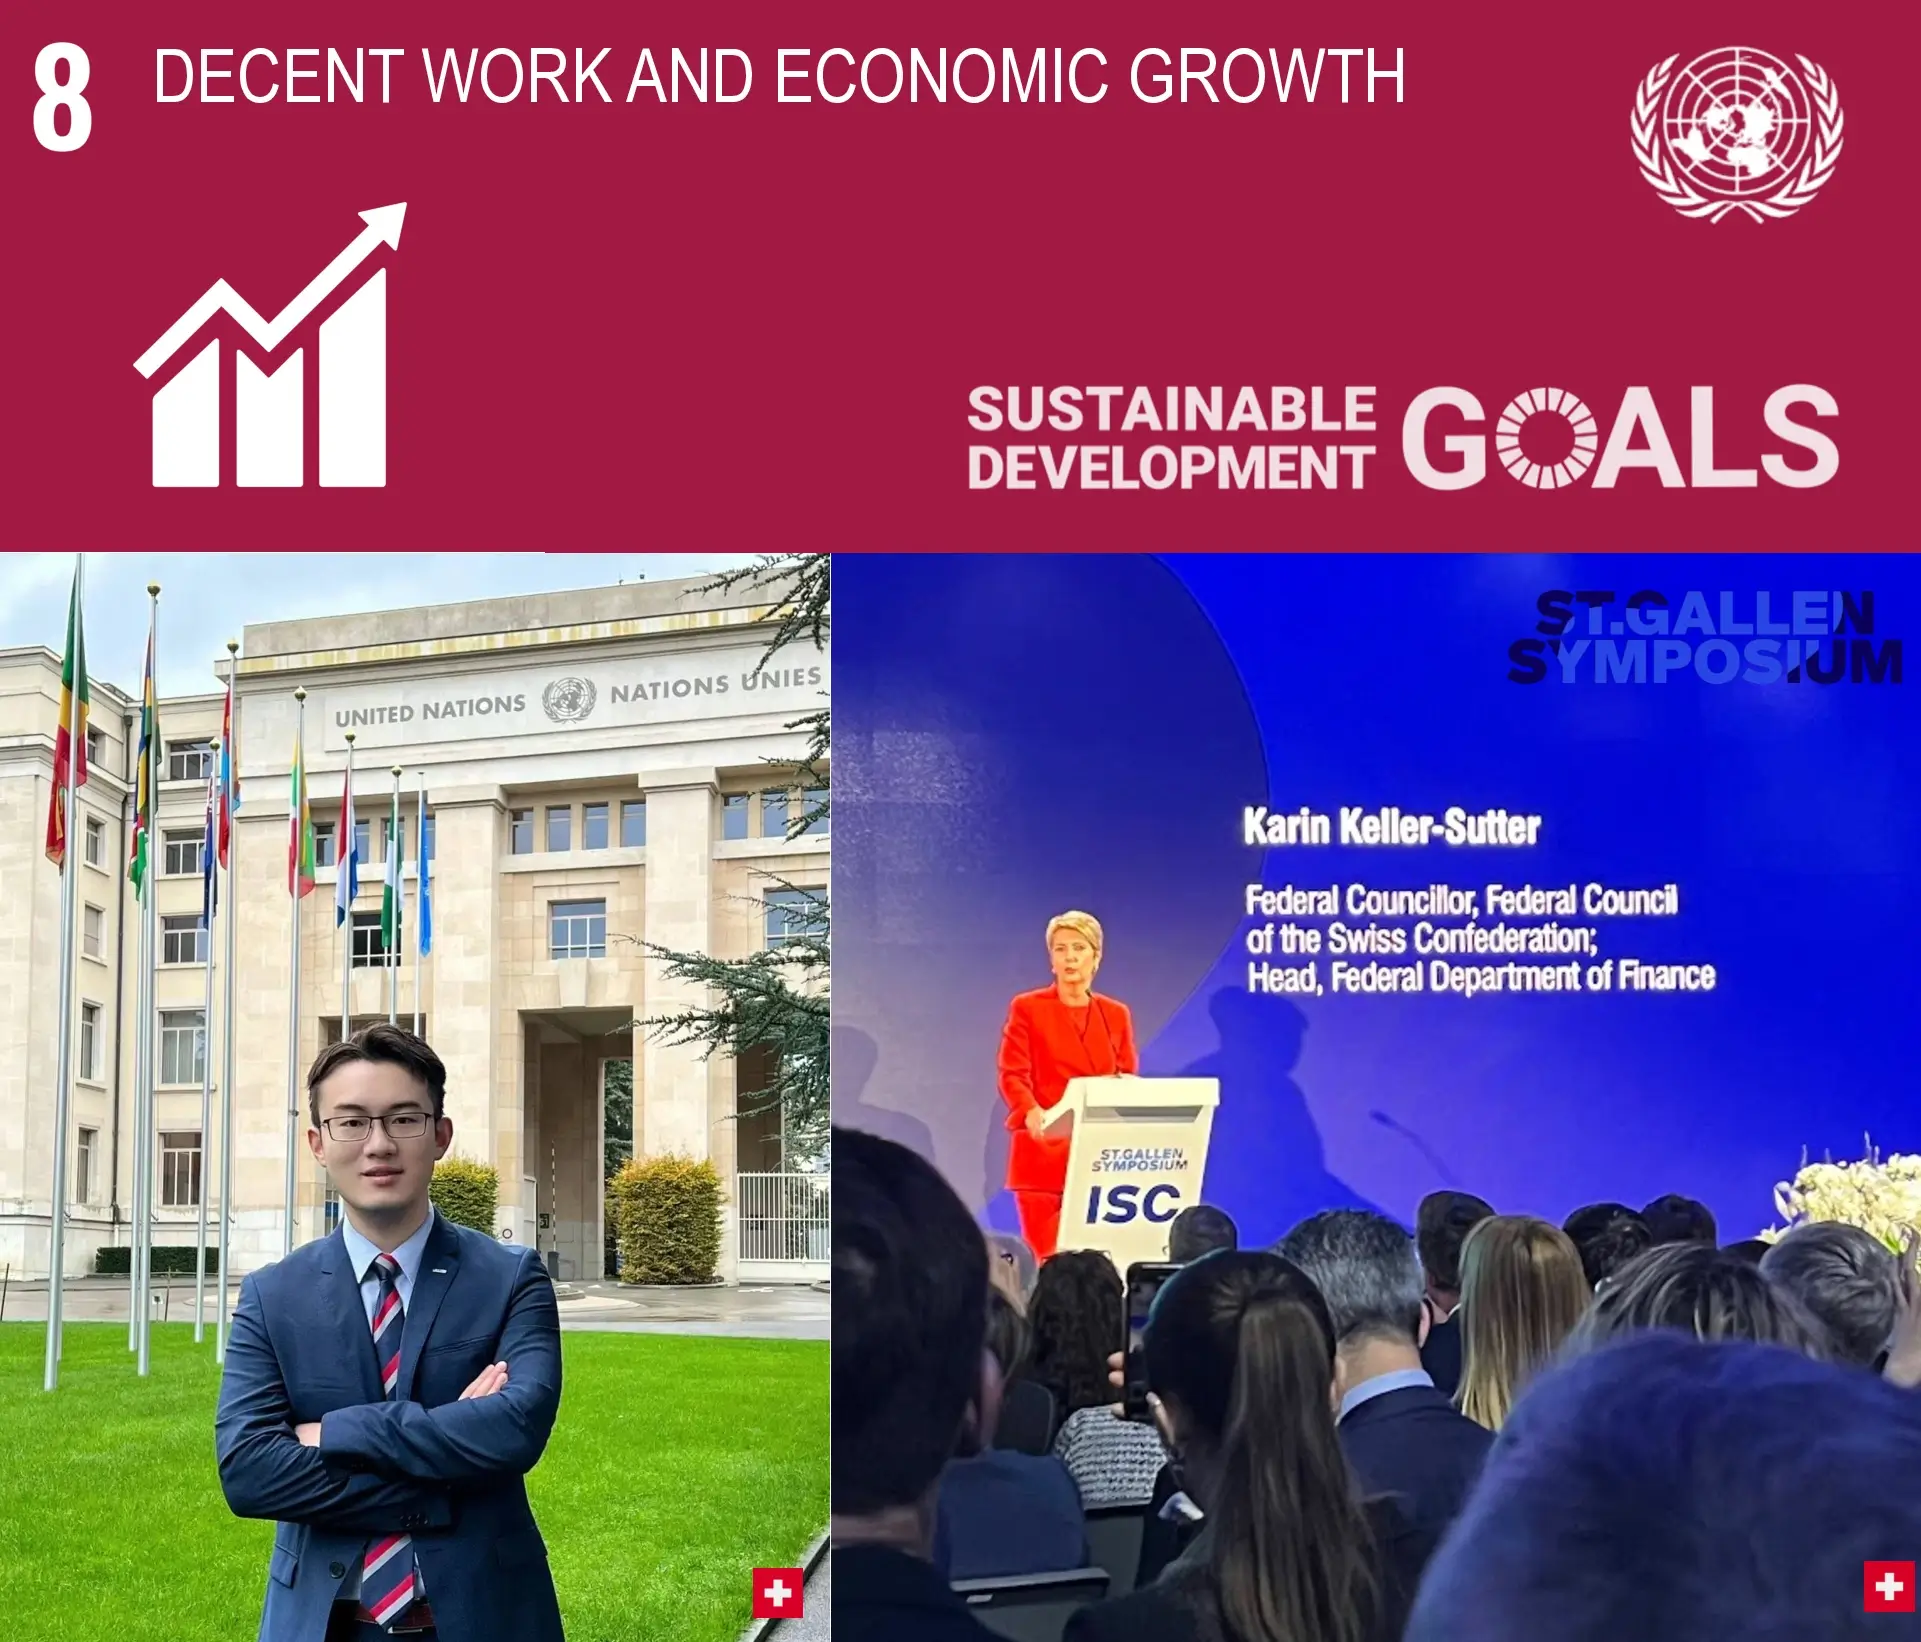 8 DECENT WORK AND ECONOMIC GROWTH
SUSTAINABLE
DEVELOPMENT GOALS
UNITED NATIONS NATIONS UNIES
ST.GALLEN
SYMPOSIUM
Karin Keller-Sutter
Federal Councillor, Federal Council
of the Swiss Confederation;
Head, Federal Department of Finance
ST.GALLEN
SYMPOSIUM
ISC